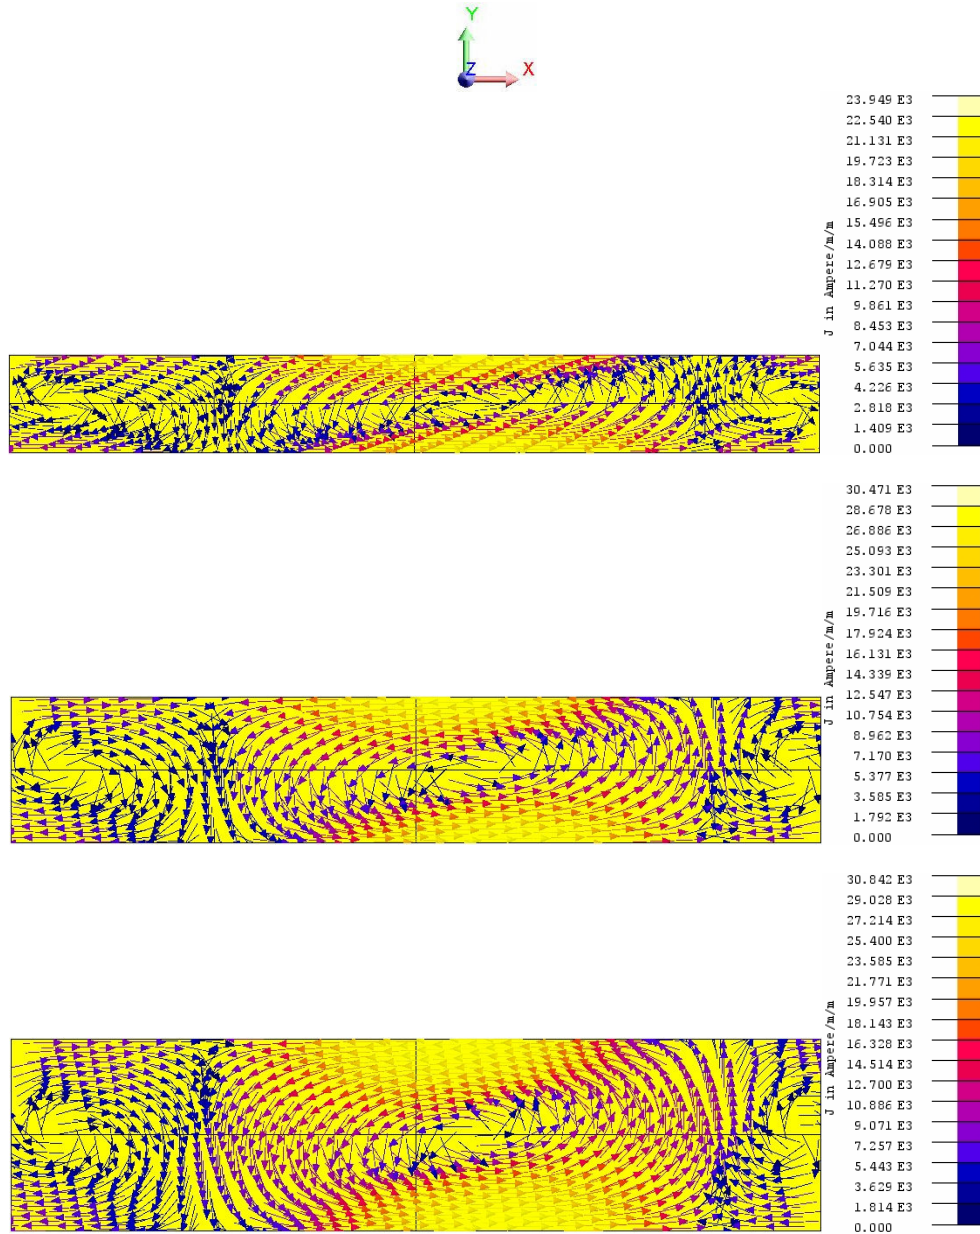 Y
Z X
23.949 E3
22.540 E3
21.131 E3
19.723 E3
18.314 E3
16.905 E3
15.496 E3
14.088 E3
12.679 E3
11.270 E3
9.861 E3
8.453 E3
7.044 E3
5.635 E3
4.226 E3
2.818 E3
1.409 E3
0.000
J in Ampere/m/m
30.471 E3
28.678 E3
26.886 E3
25.093 E3
23.301 E3
21.509 E3
19.716 E3
17.924 E3
16.131 E3
14.339 E3
12.547 E3
10.754 E3
8.962 E3
7.170 E3
5.377 E3
3.585 E3
1.792 E3
0.000
J in Ampere/m/m
30.842 E3
29.028 E3
27.214 E3
25.400 E3
23.585 E3
21.771 E3
19.957 E3
18.143 E3
16.328 E3
14.514 E3
12.700 E3
10.886 E3
9.071 E3
7.257 E3
5.443 E3
3.629 E3
1.814 E3
0.000
J in Ampere/m/m